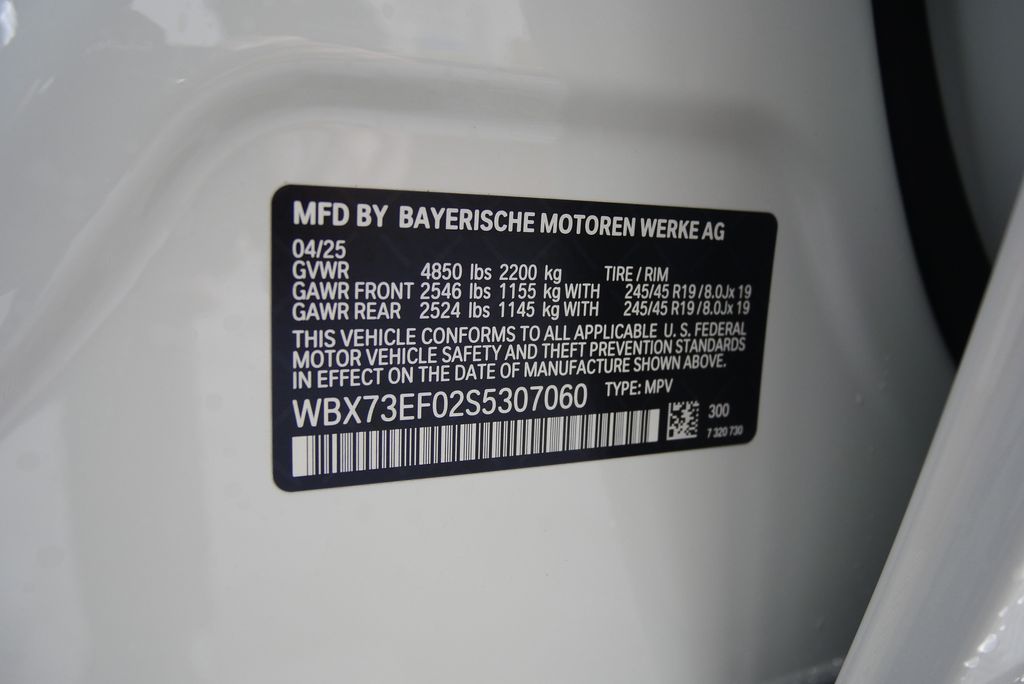 MFD BY BAYERISCHE MOTOREN WERKE AG
04/25
GVWR 4850 lbs 2200 kg TIRE / RIM
GAWR FRONT 2546 lbs 1155 kg WITH 245/45 R19 / 8.0Jx 19
GAWR REAR 2524 lbs 1145 kg WITH 245/45 R19 / 8.0Jx 19
THIS VEHICLE CONFORMS TO ALL APPLICABLE U.S. FEDERAL
MOTOR VEHICLE SAFETY AND THEFT PREVENTION STANDARDS
IN EFFECT ON THE DATE OF MANUFACTURE SHOWN ABOVE.
WBX73EF02S5307060 TYPE: MPV
300
7 320 730